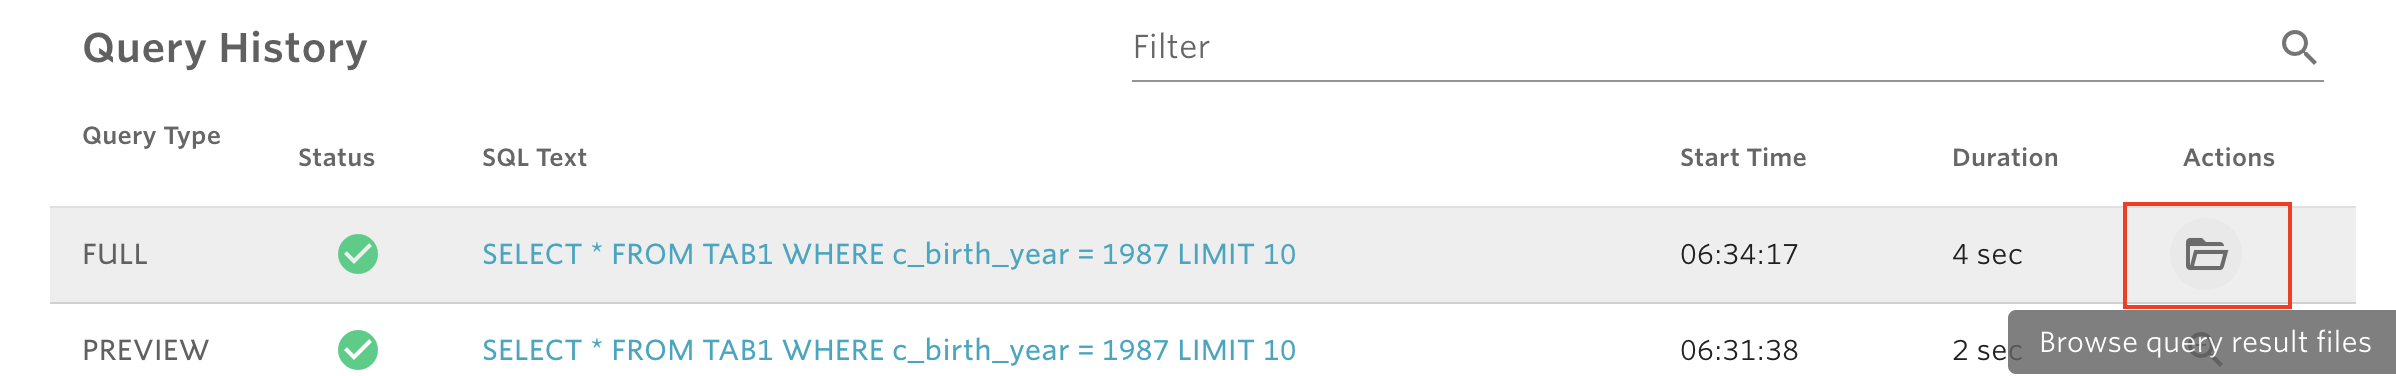 Query History Filter
Query Type Status SQL Text Start Time Duration Actions
FULL SELECT * FROM TAB1 WHERE c_birth_year = 1987 LIMIT 10 06:34:17 4 sec
PREVIEW SELECT * FROM TAB1 WHERE c_birth_year = 1987 LIMIT 10 06:31:38 2 sec Browse query result files